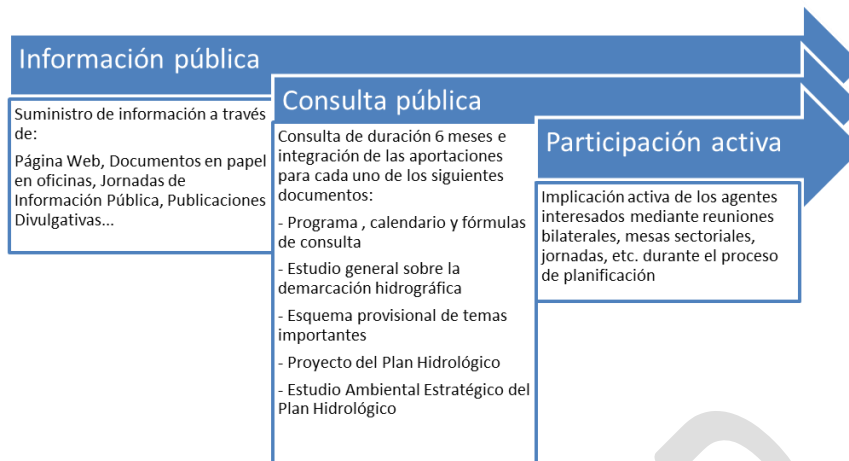 Información pública
Suministro de información a través
de:
Página Web, Documentos en papel
en oficinas, Jornadas de
Información Pública, Publicaciones
Divulgativas...
Consulta pública
Consulta de duración 6 meses e
integración de las aportaciones
para cada uno de los siguientes
documentos:
- Programa , calendario y fórmulas
de consulta
- Estudio general sobre la
demarcación hidrográfica
- Esquema provisional de temas
importantes
- Proyecto del Plan Hidrológico
- Estudio Ambiental Estratégico del
Plan Hidrológico
Participación activa
Implicación activa de los agentes
interesados mediante reuniones
bilaterales, mesas sectoriales,
jornadas, etc. durante el proceso
de planificación